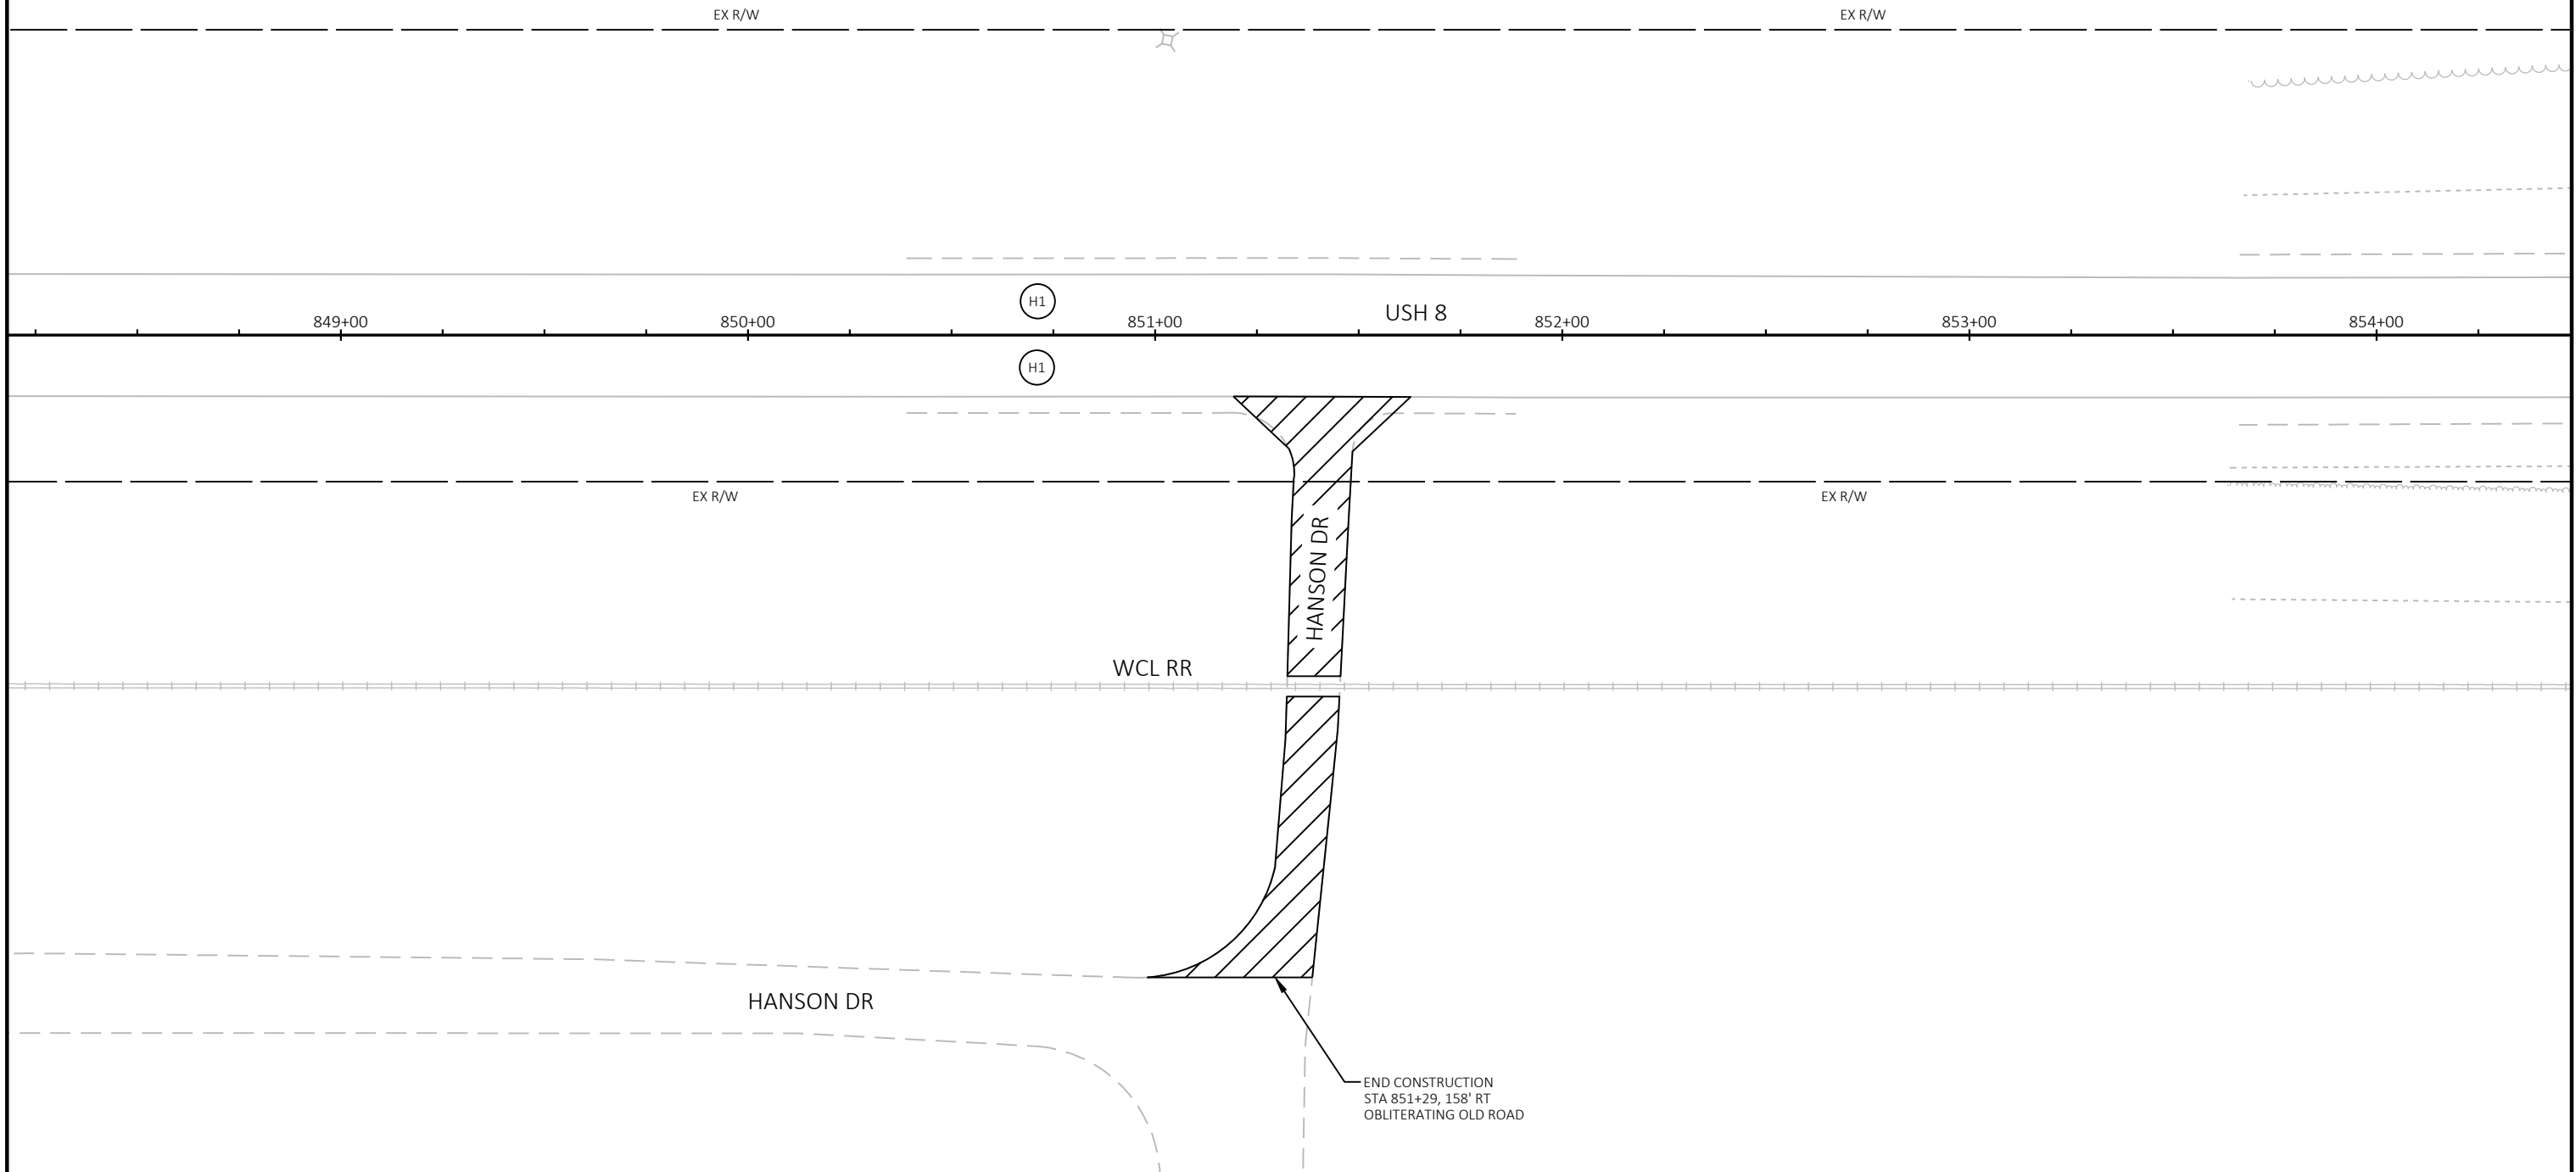 EX R/W
EX R/W
H1
USH 8
849+00
850+00
851+00
852+00
853+00
854+00
H1
EX R/W
EX R/W
HANSON DR
WCL RR
HANSON DR
END CONSTRUCTION
STA 851+29, 158' RT
OBLITERATING OLD ROAD